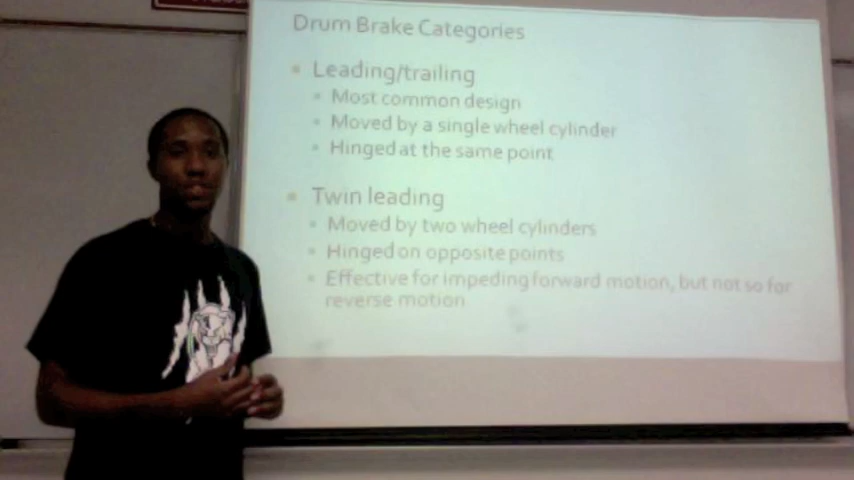 Drum Brake Categories
Leading/trailing
Most common design
Moved by a single wheel cylinder
Hinged at the same point
Twin leading
Moved by two wheel cylinders
Hinged on opposite points
Effective for impeding forward motion, but not so for
reverse motion